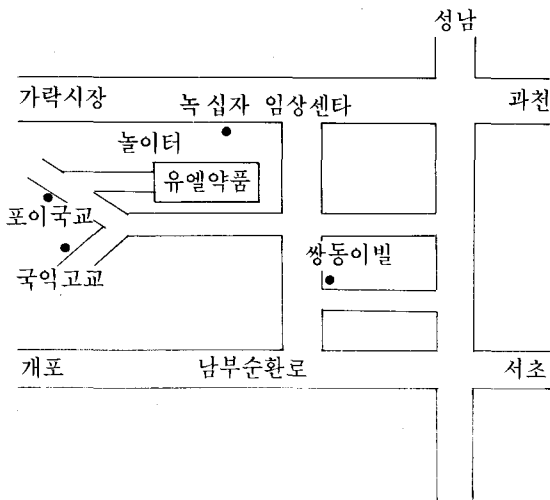 성남
가락시장
녹십자 임상센타
과천
놀이터
유엘약품
포이국교
쌍동이빌
국악고교
개포
남부순환로
서초